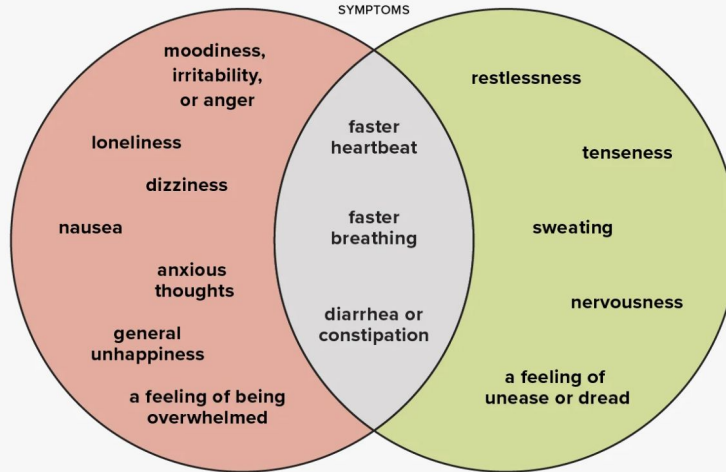 SYMPTOMS
moodiness,
irritability,
or anger
loneliness
dizziness
nausea
anxious
thoughts
general
unhappiness
a feeling of being
overwhelmed
faster
heartbeat
faster
breathing
diarrhea or
constipation
restlessness
tenseness
sweating
nervousness
a feeling of
unease or dread